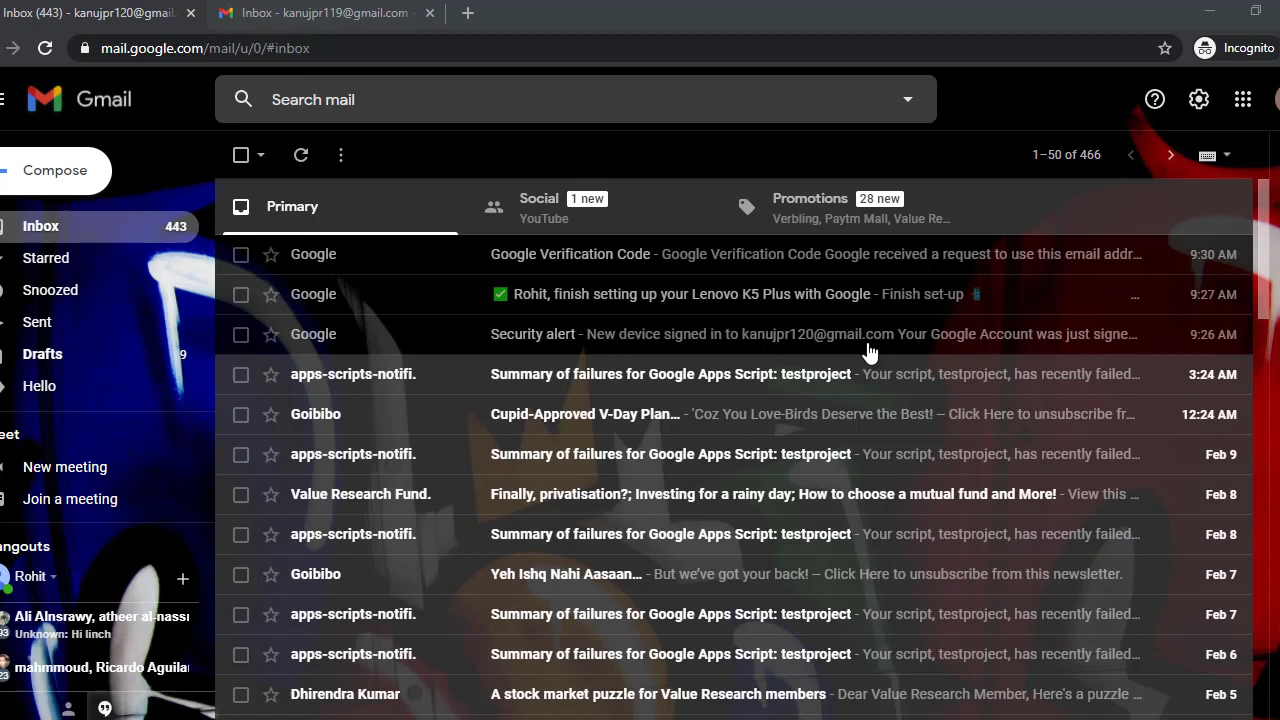 Inbox (443) - kanujpr120@gmail.
Inbox - kanujpr119@gmail.com -
mail.google.com/mail/u/0/#inbox
Incognito
Gmail
Search mail
Compose
1–50 of 466
Primary
Social 1 new
YouTube
Promotions 28 new
Verbling, Paytm Mall, Value Re...
Inbox 443
Starred
Snoozed
Sent
Drafts 9
Hello
eet
New meeting
Join a meeting
angouts
Rohit
Ali Alnsrawy, atheer al-nassr
93 Unknown: Hi linch
mahmmoud, Ricardo Aguila
23
Google Google Verification Code - Google Verification Code Google received a request to use this email addr... 9:30 AM
Google ✅ Rohit, finish setting up your Lenovo K5 Plus with Google - Finish set-up ... 9:27 AM
Google Security alert - New device signed in to kanujpr120@gmail.com Your Google Account was just signe... 9:26 AM
apps-scripts-notifi. Summary of failures for Google Apps Script: testproject - Your script, testproject, has recently failed... 3:24 AM
Goibibo Cupid-Approved V-Day Plan... - 'Coz You Love-Birds Deserve the Best! – Click Here to unsubscribe fr... 12:24 AM
apps-scripts-notifi. Summary of failures for Google Apps Script: testproject - Your script, testproject, has recently failed... Feb 9
Value Research Fund. Finally, privatisation?; Investing for a rainy day; How to choose a mutual fund and More! - View this ... Feb 8
apps-scripts-notifi. Summary of failures for Google Apps Script: testproject - Your script, testproject, has recently failed... Feb 8
Goibibo Yeh Ishq Nahi Aasaan... - But we've got your back! – Click Here to unsubscribe from this newsletter. Feb 7
apps-scripts-notifi. Summary of failures for Google Apps Script: testproject - Your script, testproject, has recently failed... Feb 7
apps-scripts-notifi. Summary of failures for Google Apps Script: testproject - Your script, testproject, has recently failed... Feb 6
Dhirendra Kumar A stock market puzzle for Value Research members - Dear Value Research Member, Here's a puzzle ... Feb 5